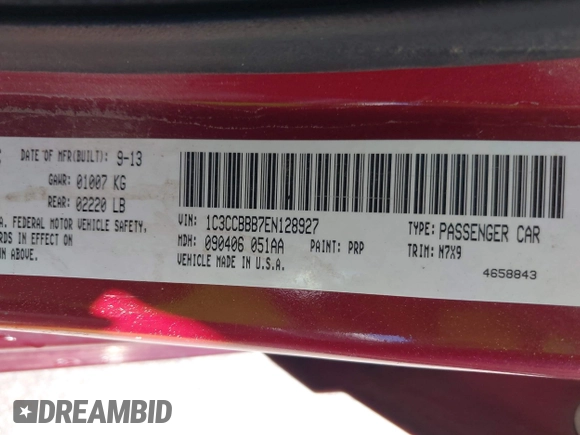 DATE OF MFR(BUILT): 9-13
GAWR: 01007 KG
REAR: 02220 LB
A. FEDERAL MOTOR VEHICLE SAFETY,
RDS IN EFFECT ON
N ABOVE.
VIN: 1C3CCBBB7EN128927
TYPE: PASSENGER CAR
MDH: 090406 051AA
PAINT: PRP
TRIM: N7X9
VEHICLE MADE IN U.S.A.
4658843
DREAMBID